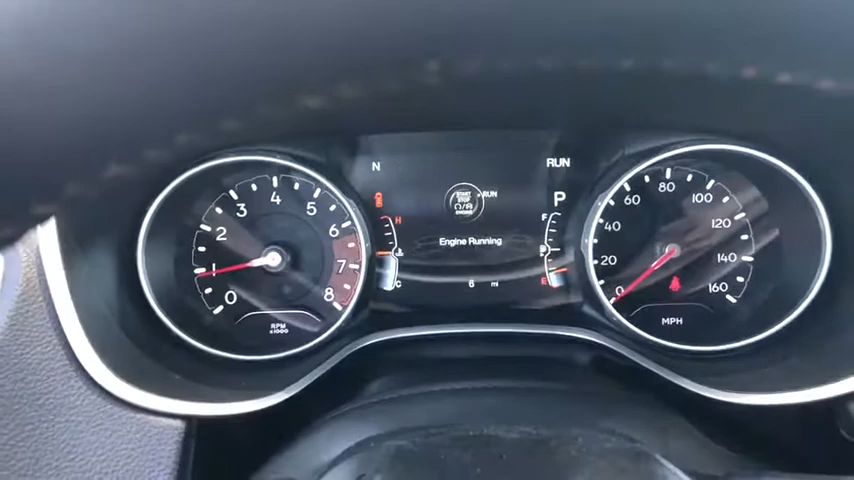 N
RUN
START
STOP
RUN
ENGINE
P
H
C
F
E
Engine Running
6 mi
0
1
2
3
4
5
6
7
8
RPM
x1000
0
20
40
60
80
100
120
140
160
MPH